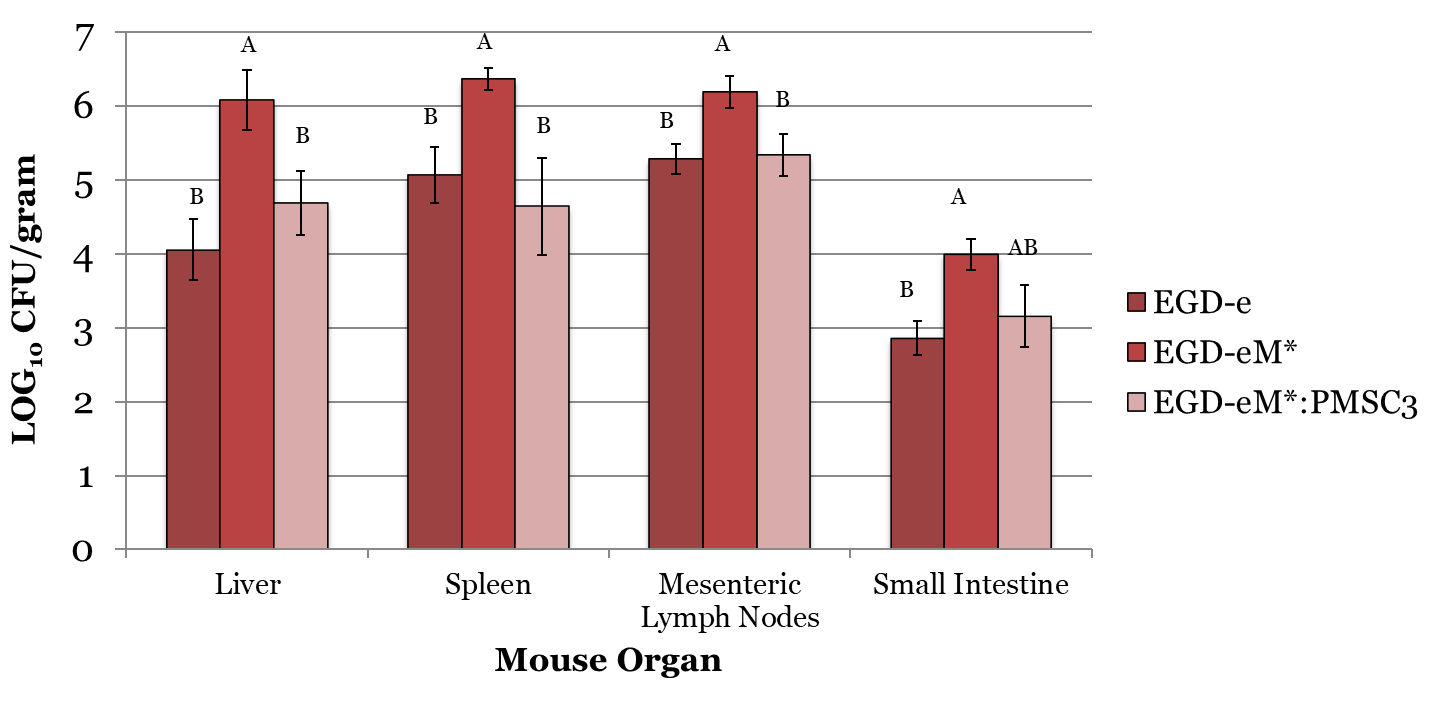 7
6
5
4
3
2
1
0
LOG10 CFU/gram
B
A
B
B
A
B
B
A
B
B
A
AB
Liver
Spleen
Mesenteric
Lymph Nodes
Small Intestine
Mouse Organ
EGD-e
EGD-eM*
EGD-eM*:PMSC3